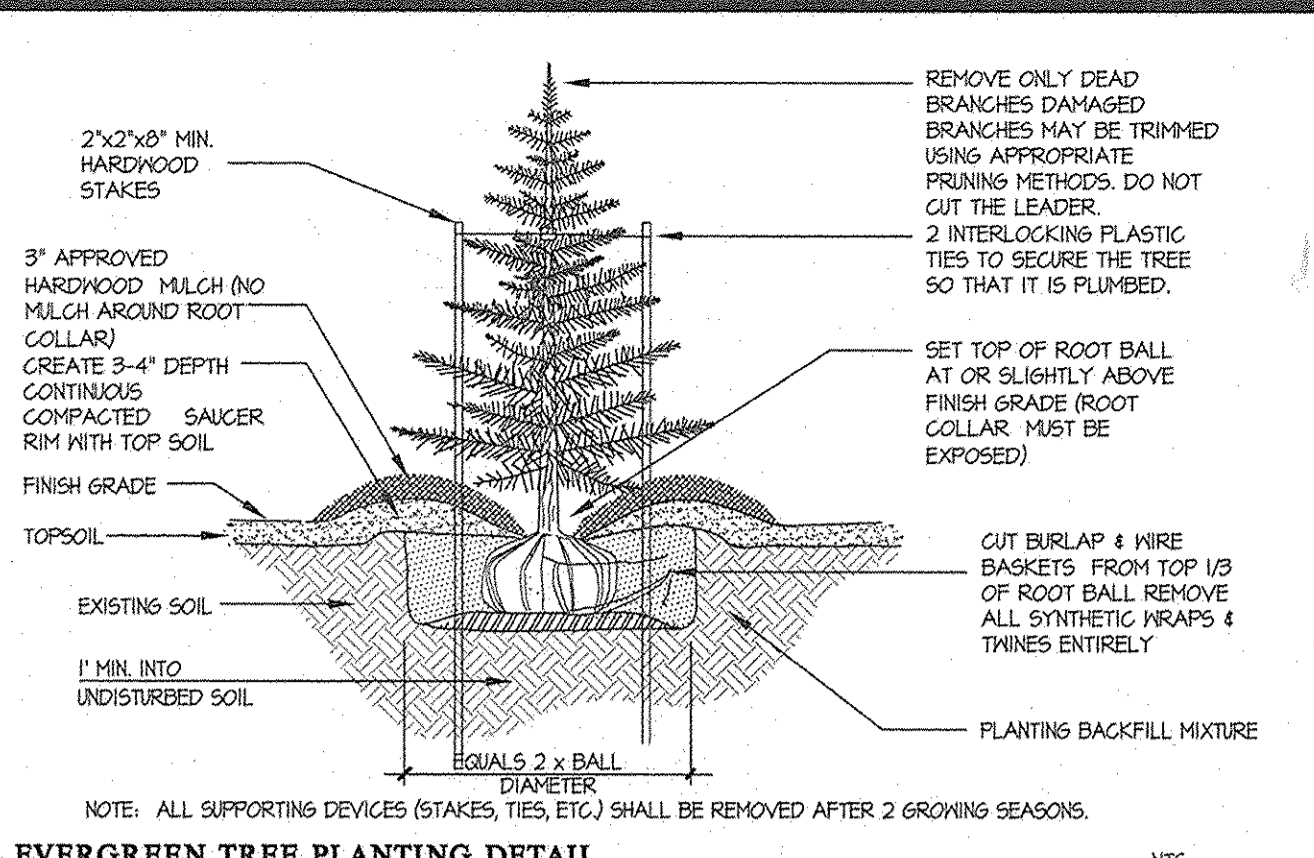 2"x2"x8" MIN.
HARDWOOD
STAKES
3" APPROVED
HARDWOOD MULCH (NO
MULCH AROUND ROOT
COLLAR)
CREATE 3-4" DEPTH
CONTINUOUS
COMPACTED SAUCER
RIM WITH TOP SOIL
FINISH GRADE
TOPSOIL
EXISTING SOIL
1' MIN. INTO
UNDISTURBED SOIL
REMOVE ONLY DEAD
BRANCHES DAMAGED
BRANCHES MAY BE TRIMMED
USING APPROPRIATE
PRUNING METHODS. DO NOT
CUT THE LEADER.
2 INTERLOCKING PLASTIC
TIES TO SECURE THE TREE
SO THAT IT IS PLUMBED.
SET TOP OF ROOT BALL
AT OR SLIGHTLY ABOVE
FINISH GRADE (ROOT
COLLAR MUST BE
EXPOSED)
CUT BURLAP & WIRE
BASKETS FROM TOP 1/3
OF ROOT BALL REMOVE
ALL SYNTHETIC WRAPS &
TWINES ENTIRELY
PLANTING BACKFILL MIXTURE
EQUALS 2 x BALL
DIAMETER
NOTE: ALL SUPPORTING DEVICES (STAKES, TIES, ETC.) SHALL BE REMOVED AFTER 2 GROWING SEASONS.
EVERGREEN TREE PLANTING DETAIL
NTS